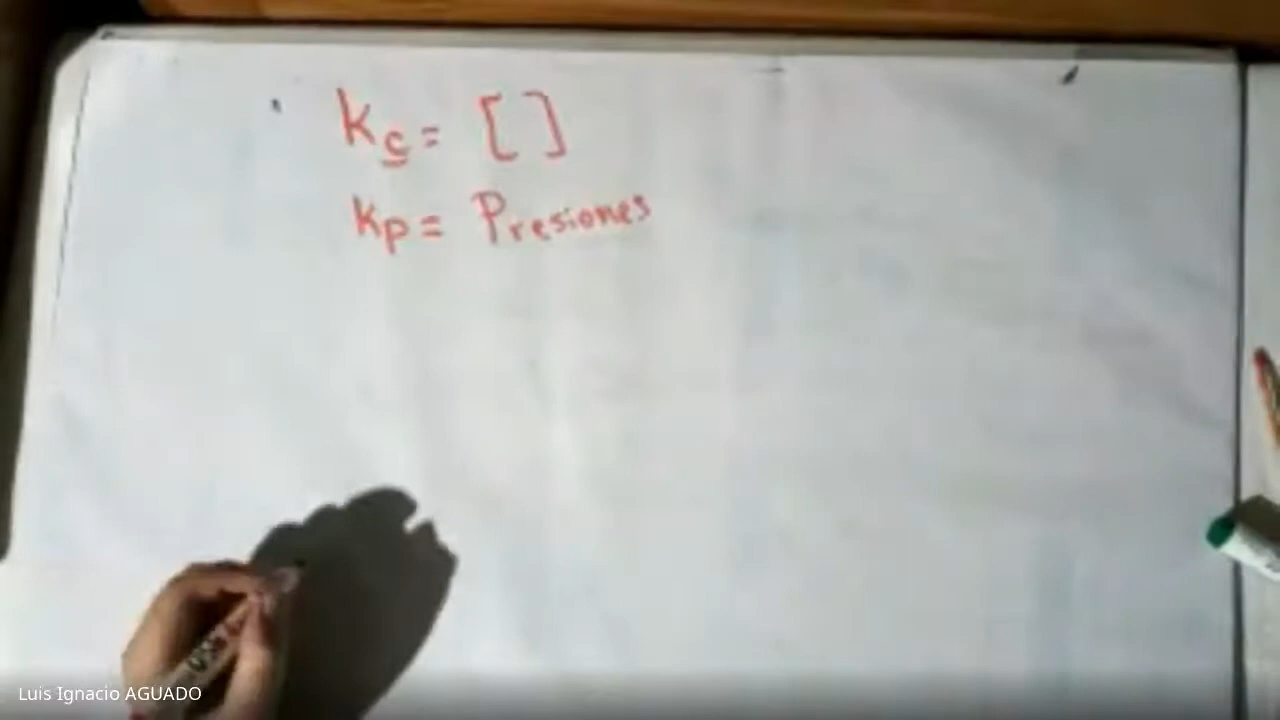 kc = [ ]
kp = Presiones
Luis Ignacio AGUADO